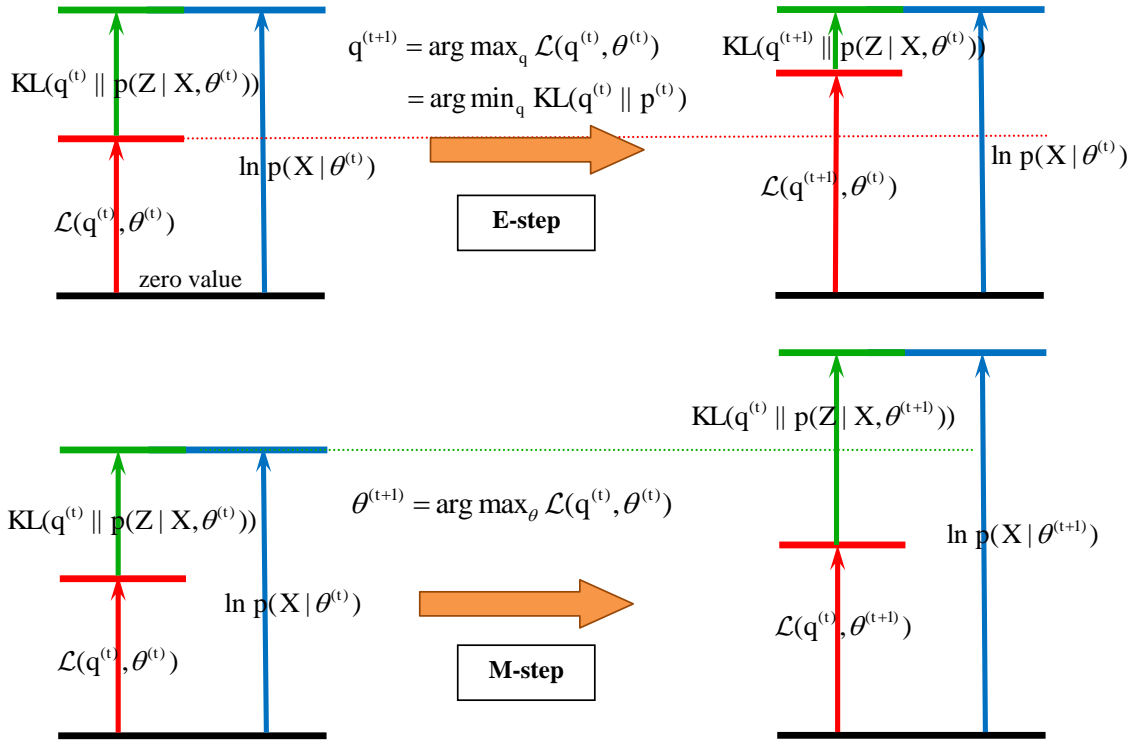 KL(q^(t) || p(Z | X, θ^(t)))
ln p(X | θ^(t))
ℒ(q^(t), θ^(t))
zero value
q^(t+1) = arg max_q ℒ(q^(t), θ^(t))
= arg min_q KL(q^(t) || p^(t))
E-step
KL(q^(t+1) || p(Z | X, θ^(t)))
ln p(X | θ^(t))
ℒ(q^(t+1), θ^(t))
KL(q^(t) || p(Z | X, θ^(t)))
ln p(X | θ^(t))
ℒ(q^(t), θ^(t))
θ^(t+1) = arg max_θ ℒ(q^(t), θ^(t))
M-step
KL(q^(t) || p(Z | X, θ^(t+1)))
ln p(X | θ^(t+1))
ℒ(q^(t), θ^(t+1))